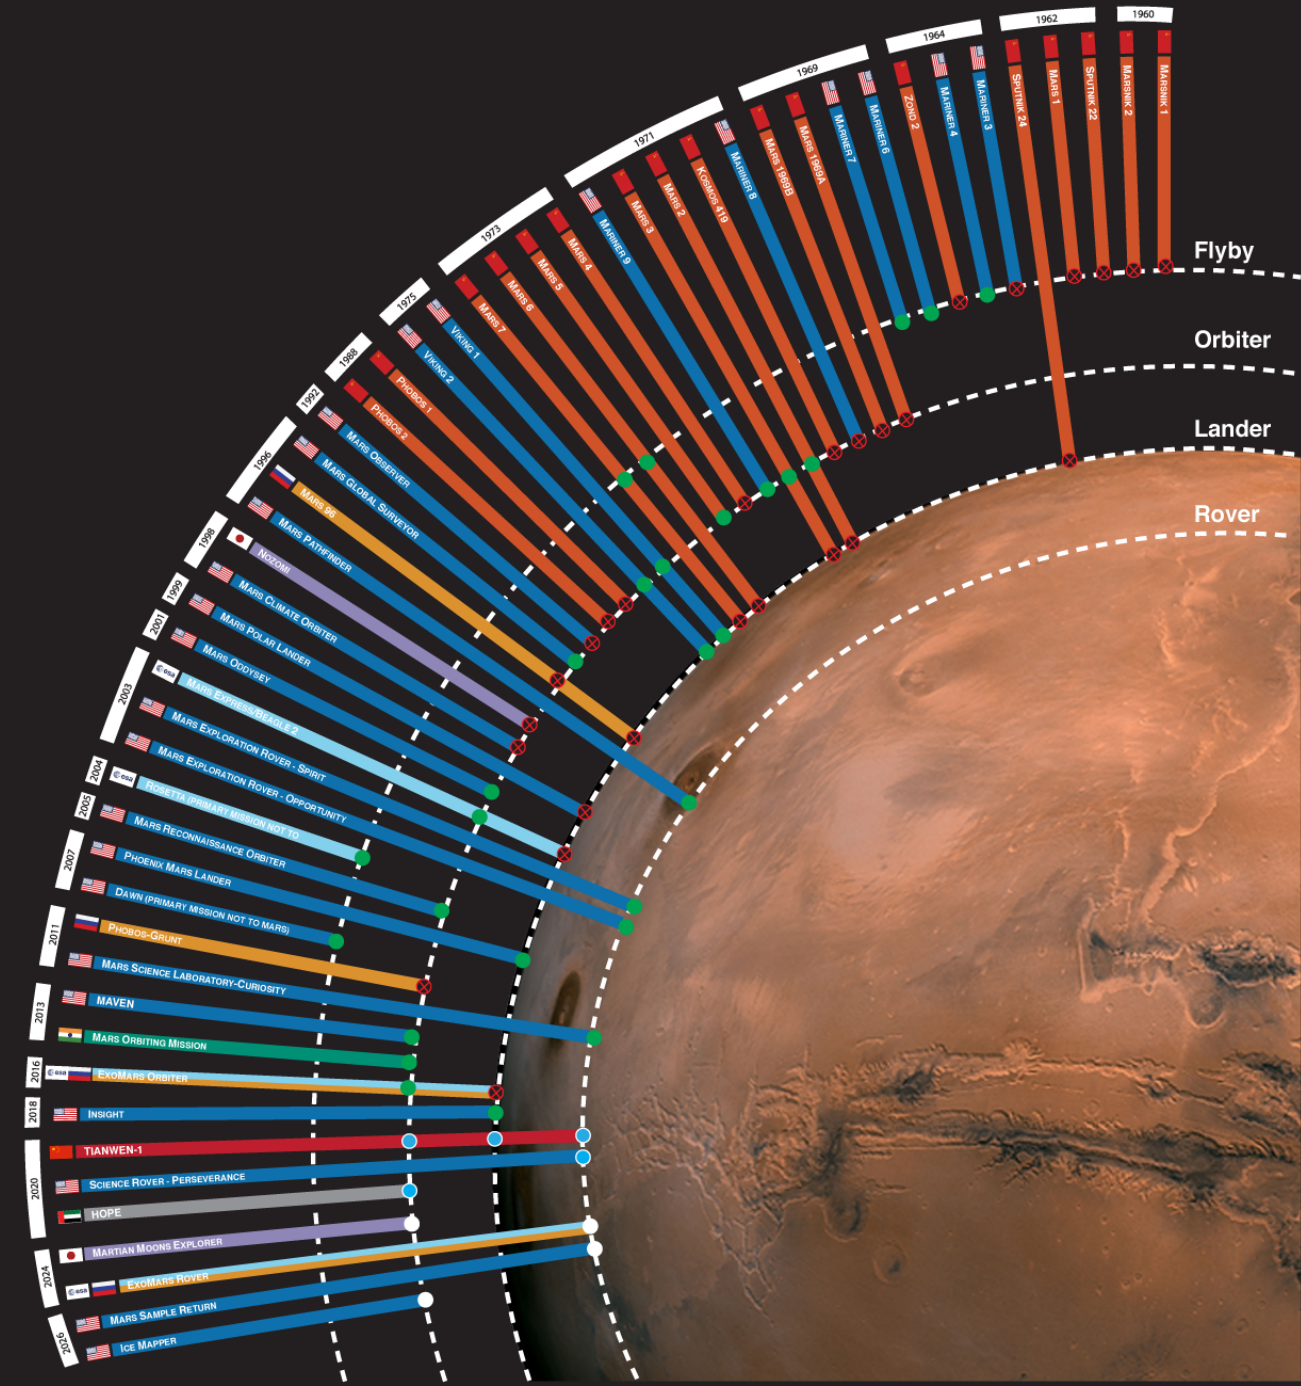 1960
1962
1964
1969
1971
1973
1975
1988
1992
1996
1998
1999
2001
2003
2004
2005
2007
2011
2013
2016
2018
2020
2024
2026
Flyby
Orbiter
Lander
Rover
MARSNIK 1
MARSNIK 2
SPUTNIK 22
MARS 1
SPUTNIK 24
MARINER 3
MARINER 4
ZOND 2
MARINER 6
MARINER 7
MARS 1969A
MARS 1969B
MARINER 8
KOSMOS 419
MARS 2
MARS 3
MARINER 9
MARS 4
MARS 5
MARS 6
MARS 7
VIKING 1
VIKING 2
PHOBOS 1
PHOBOS 2
MARS OBSERVER
MARS GLOBAL SURVEYOR
MARS 96
MARS PATHFINDER
NOZOMI
MARS CLIMATE ORBITER
MARS POLAR LANDER
MARS ODDYSEY
esa
MARS EXPRESS/BEAGLE 2
MARS EXPLORATION ROVER - SPIRIT
MARS EXPLORATION ROVER - OPPORTUNITY
esa
ROSETTA (PRIMARY MISSION NOT TO
MARS RECONNAISSANCE ORBITER
PHOENIX MARS LANDER
DAWN (PRIMARY MISSION NOT TO MARS)
PHOBOS-GRUNT
MARS SCIENCE LABORATORY-CURIOSITY
MAVEN
MARS ORBITING MISSION
esa
EXOMARS ORBITER
INSIGHT
TIANWEN-1
SCIENCE ROVER - PERSEVERANCE
HOPE
MARTIAN MOONS EXPLORER
esa
EXOMARS ROVER
MARS SAMPLE RETURN
ICE MAPPER